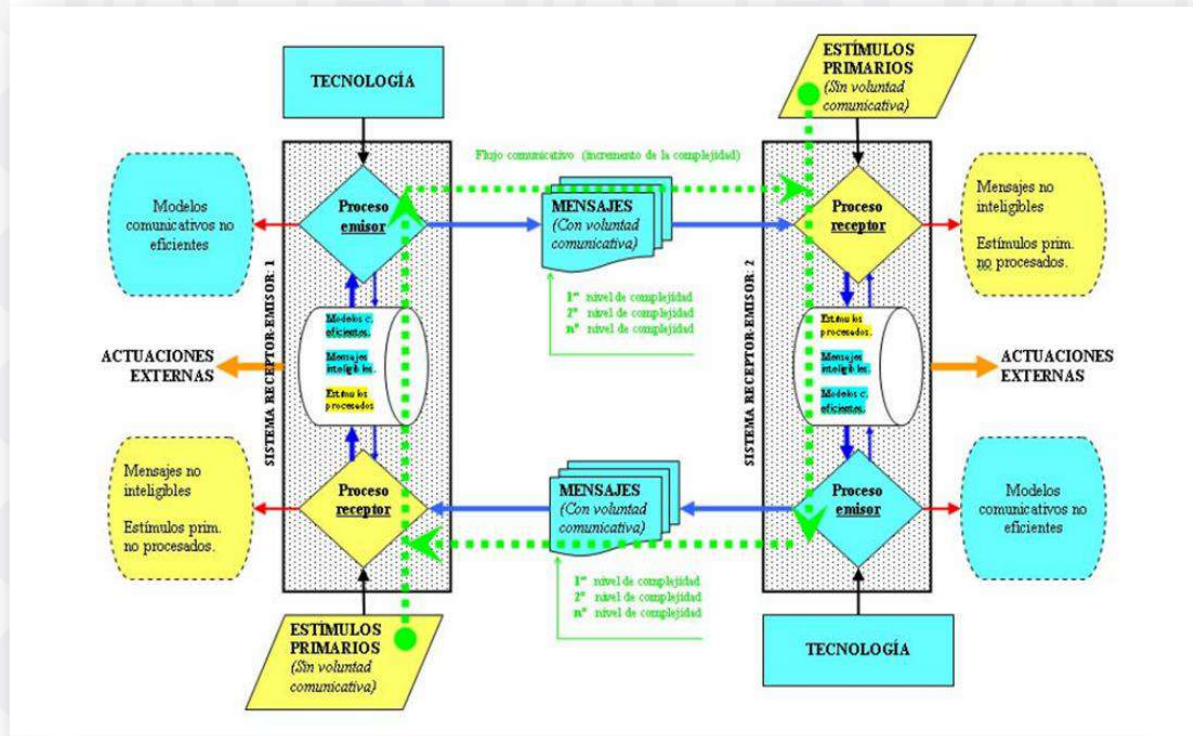 TECNOLOGÍA
ESTÍMULOS
PRIMARIOS
(Sin voluntad
comunicativa)
Flujo comunicativo (incremento de la complejidad)
Modelos
comunicativos no
eficientes
Proceso
emisor
MENSAJES
(Con voluntad
comunicativa)
Proceso
receptor
Mensajes no
inteligibles
Estímulos prim.
no procesados.
1er nivel de complejidad
2º nivel de complejidad
nº nivel de complejidad
SISTEMA RECEPTOR-EMISOR: 1
Modelos c.
eficientes.
Mensajes
inteligibles.
Estímulos
procesados
SISTEMA RECEPTOR-EMISOR: 2
Estímulos
procesados.
Mensajes
inteligibles.
Modelos c.
eficientes.
ACTUACIONES
EXTERNAS
ACTUACIONES
EXTERNAS
Mensajes no
inteligibles
Estímulos prim.
no procesados.
Proceso
receptor
MENSAJES
(Con voluntad
comunicativa)
Proceso
emisor
Modelos
comunicativos no
eficientes
1er nivel de complejidad
2º nivel de complejidad
nº nivel de complejidad
ESTÍMULOS
PRIMARIOS
(Sin voluntad
comunicativa)
TECNOLOGÍA